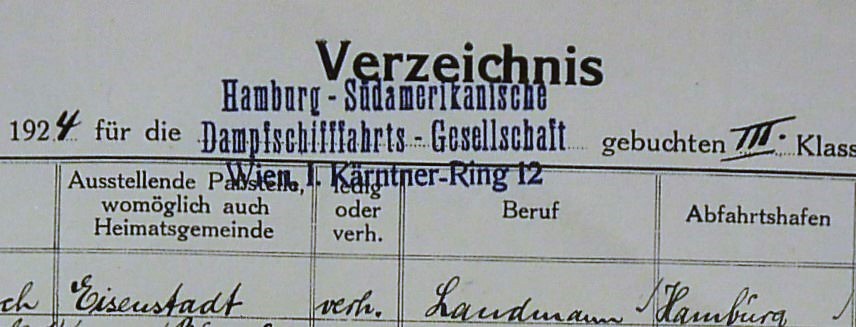 Verzeichnis
Hamburg - Südamerikanische
1924 für die Dampfschifffahrts - Gesellschaft gebuchten III. Klass
Wien, I. Kärntner-Ring 12
Ausstellende Paßstelle,
womöglich auch
Heimatsgemeinde
ledig
oder
verh.
Beruf
Abfahrtshafen
ch Eisenstadt verh. Landmann Hamburg